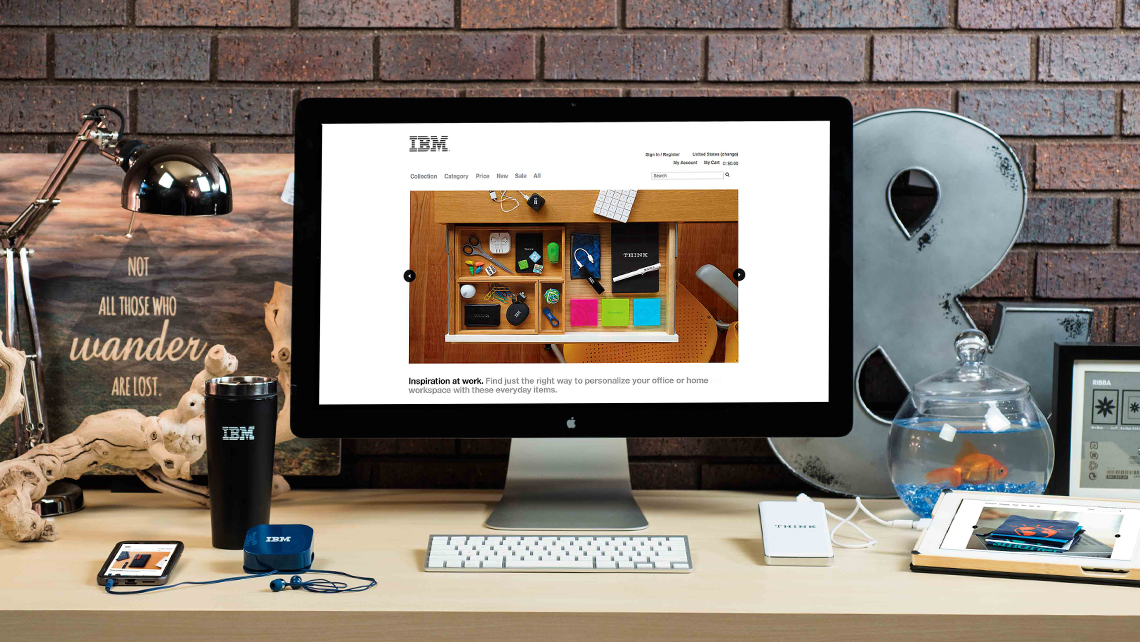 NOT
ALL THOSE WHO
wander
ARE LOST.
IBM
IBM
IBM
Sign In / Register United States (change)
My Account My Cart
Collection Category Price New Sale All
Search
THINK
Inspiration at work. Find just the right way to personalize your office or home
workspace with these everyday items.
THINK
RIBBA